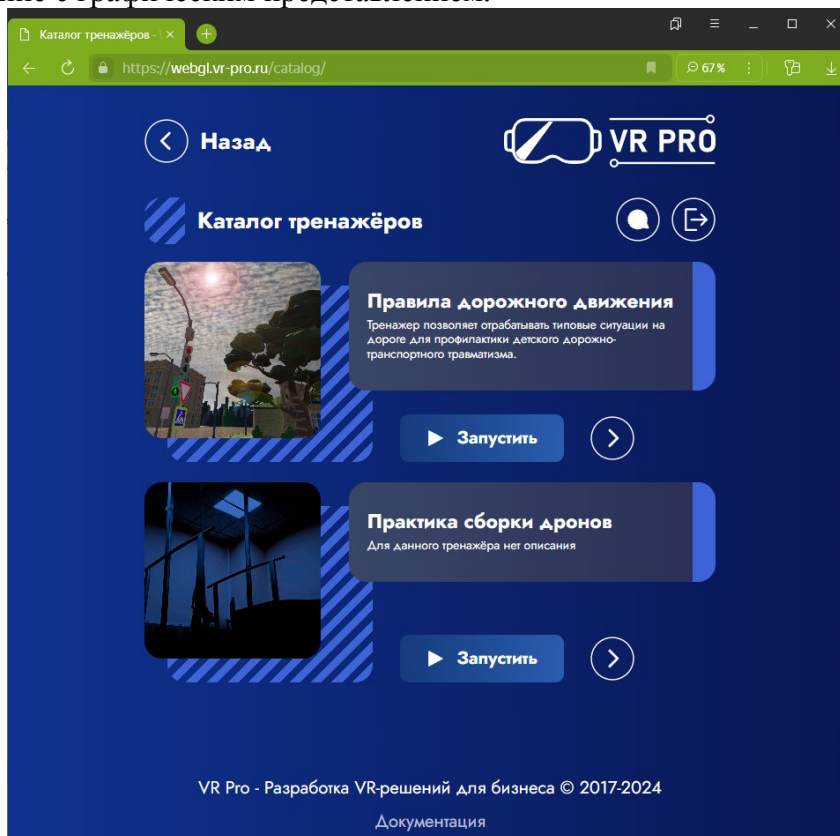 с графическим представлением.
Каталог тренажёров -
https://webgl.vr-pro.ru/catalog/
67 %
Назад
VR PRO
Каталог тренажёров
Правила дорожного движения
Тренажер позволяет отрабатывать типовые ситуации на
дороге для профилактики детского дорожно-
транспортного травматизма.
Запустить
Практика сборки дронов
Для данного тренажёра нет описания
Запустить
VR Pro - Разработка VR-решений для бизнеса © 2017-2024
Документация